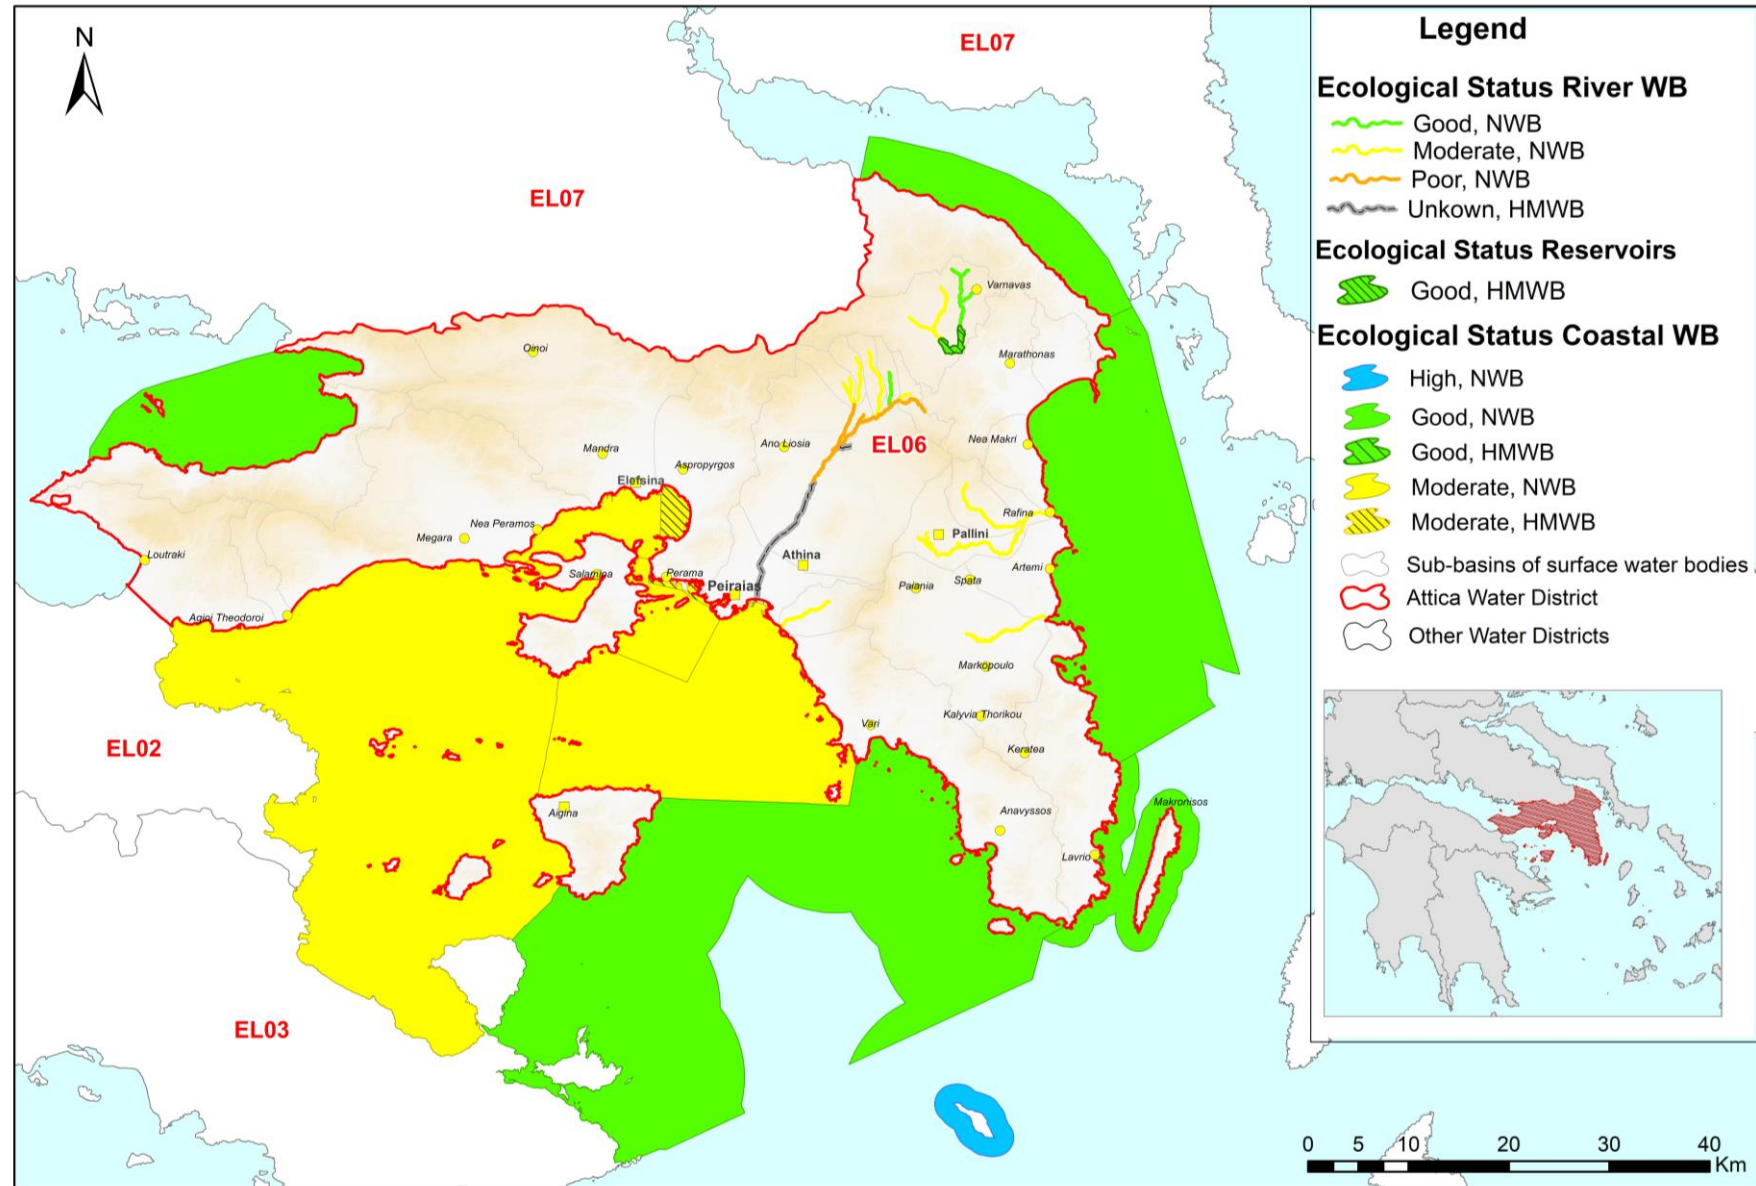 N
EL07
EL07
Varnavas
Oinoi
Marathonas
Mandra
Ano Liosia
EL06
Nea Makri
Aspropyrgos
Elefsina
Rafina
Nea Peramos
Megara
Pallini
Loutraki
Athina
Salamina
Perama
Peiraias
Artemi
Paiania
Spata
Agioi Theodoroi
Markopoulo
Kalyvia Thorikou
Vari
EL02
Keratea
Makronisos
Aigina
Anavyssos
Lavrio
EL03
Legend
Ecological Status River WB
Good, NWB
Moderate, NWB
Poor, NWB
Unkown, HMWB
Ecological Status Reservoirs
Good, HMWB
Ecological Status Coastal WB
High, NWB
Good, NWB
Good, HMWB
Moderate, NWB
Moderate, HMWB
Sub-basins of surface water bodies
Attica Water District
Other Water Districts
0 5 10 20 30 40
Km